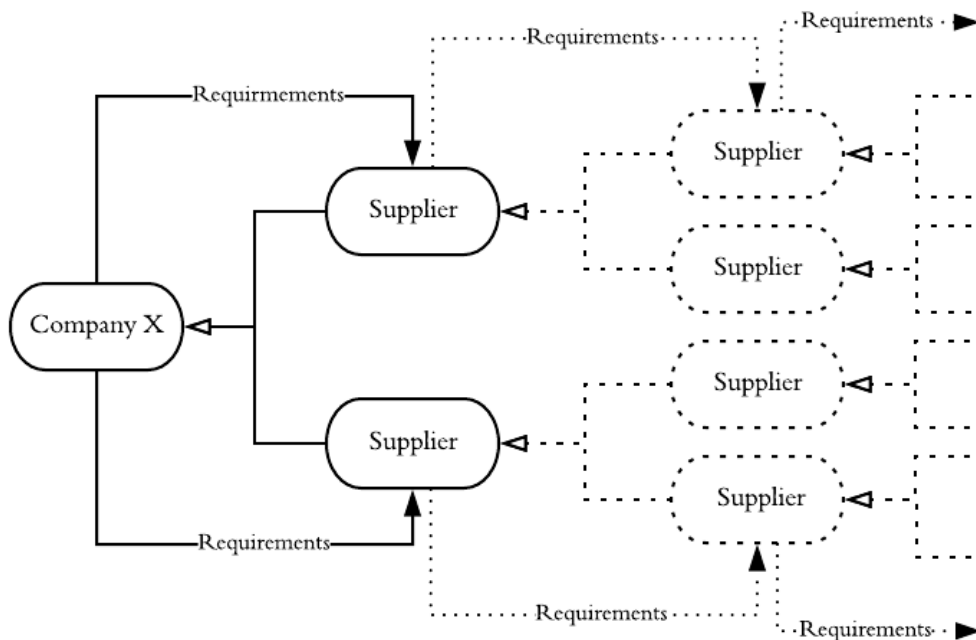 Requirements
Requirements
Requirmements
Supplier
Supplier
Supplier
Company X
Supplier
Supplier
Supplier
Requirements
Requirements
Requirements